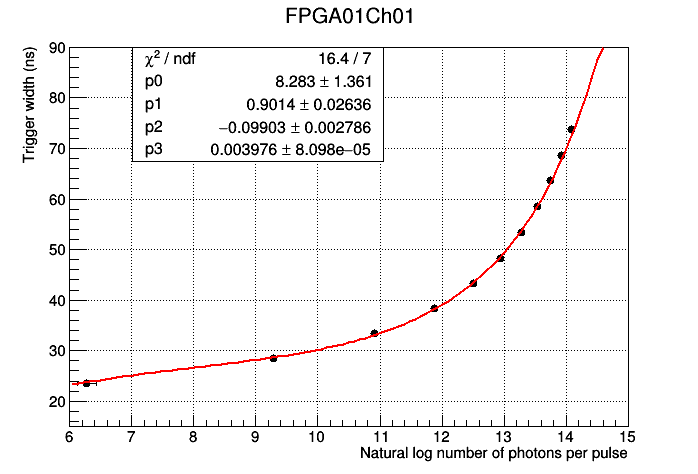 FPGA01Ch01
χ² / ndf 16.4 / 7
p0 8.283 ± 1.361
p1 0.9014 ± 0.02636
p2 −0.09903 ± 0.002786
p3 0.003976 ± 8.098e−05
Trigger width (ns)
90
80
70
60
50
40
30
20
6 7 8 9 10 11 12 13 14 15
Natural log number of photons per pulse